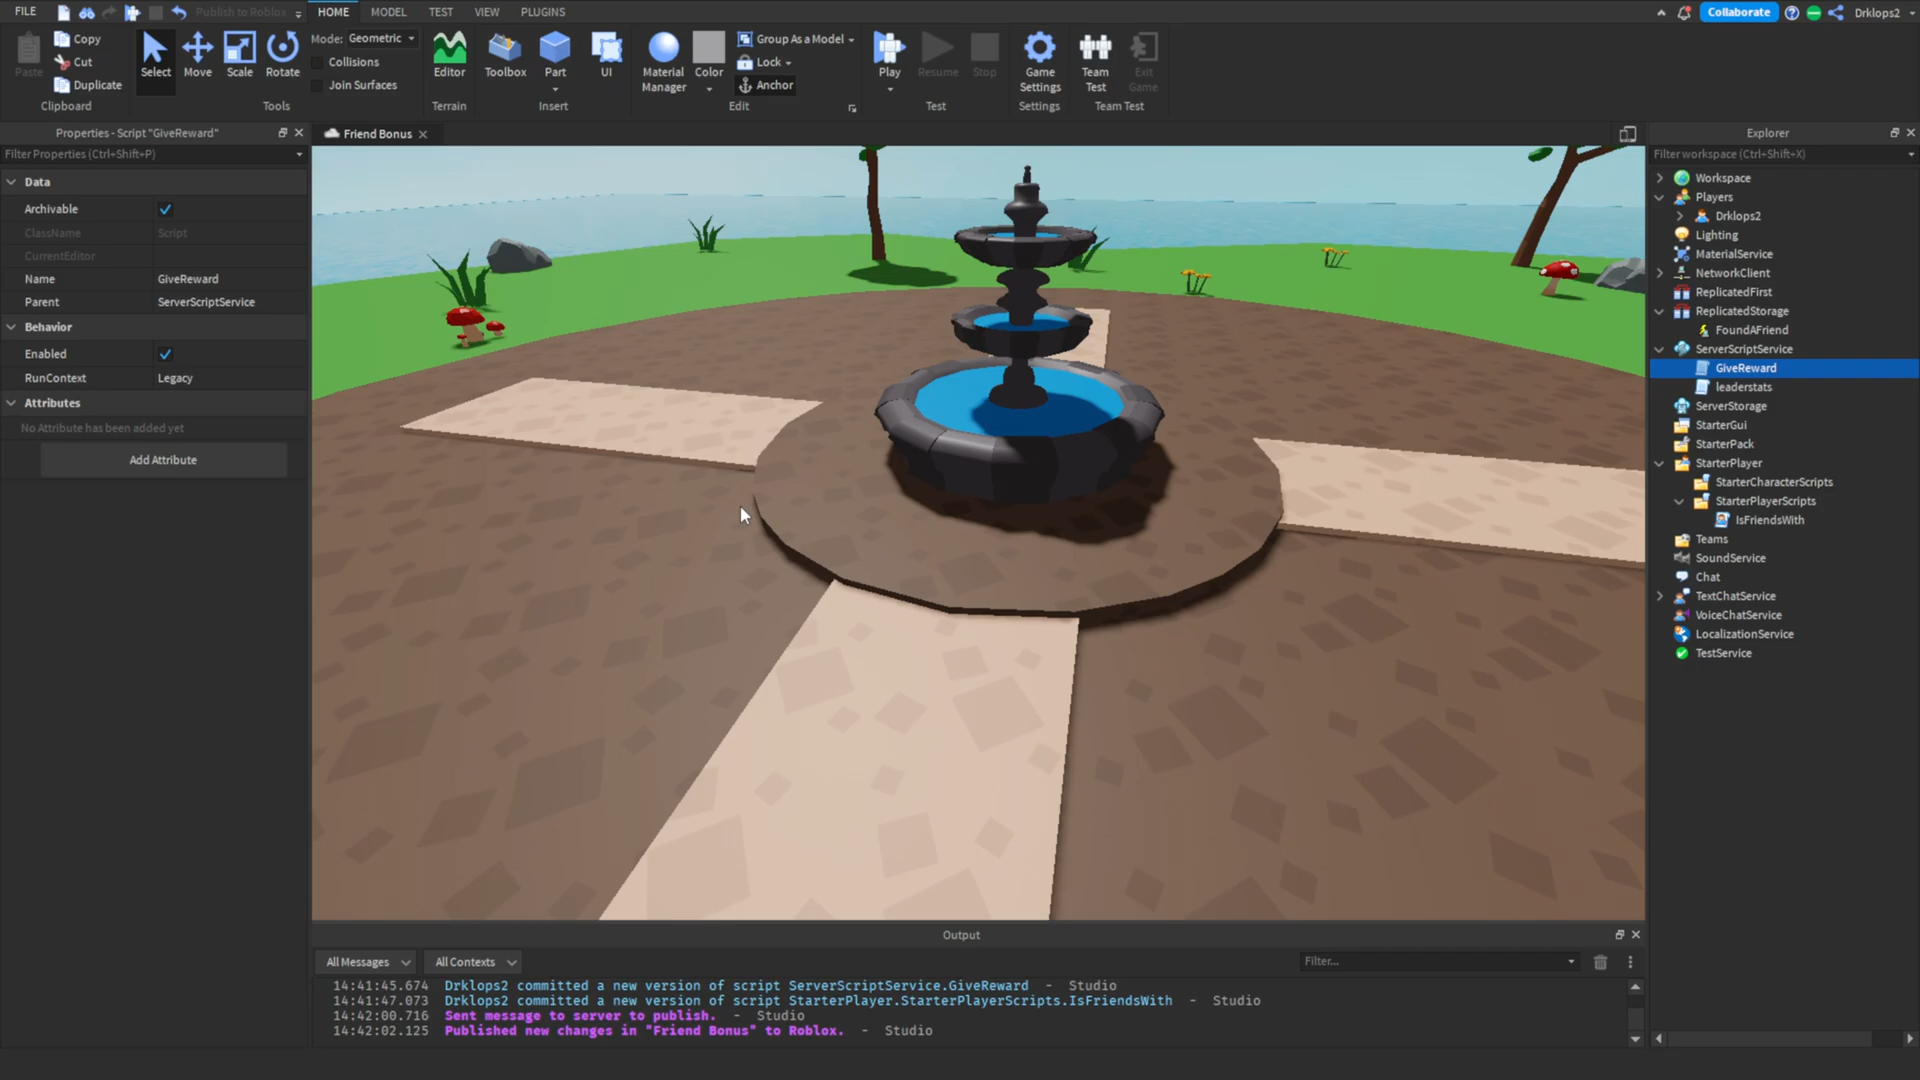 FILE
Publish to Roblox
HOME
MODEL
TEST
VIEW
PLUGINS
Collaborate
Drklops2
Paste
Copy
Cut
Duplicate
Clipboard
Select
Move
Scale
Rotate
Mode: Geometric
Collisions
Join Surfaces
Tools
Editor
Terrain
Toolbox
Part
UI
Insert
Material
Manager
Color
Group As a Model
Lock
Anchor
Edit
Play
Resume
Stop
Test
Game
Settings
Settings
Team
Test
Exit
Game
Team Test
Properties - Script "GiveReward"
Filter Properties (Ctrl+Shift+P)
Data
Archivable
ClassName Script
CurrentEditor
Name GiveReward
Parent ServerScriptService
Behavior
Enabled
RunContext Legacy
Attributes
No Attribute has been added yet
Add Attribute
Friend Bonus
Explorer
Filter workspace (Ctrl+Shift+X)
Workspace
Players
Drklops2
Lighting
MaterialService
NetworkClient
ReplicatedFirst
ReplicatedStorage
FoundAFriend
ServerScriptService
GiveReward
leaderstats
ServerStorage
StarterGui
StarterPack
StarterPlayer
StarterCharacterScripts
StarterPlayerScripts
IsFriendsWith
Teams
SoundService
Chat
TextChatService
VoiceChatService
LocalizationService
TestService
Output
All Messages
All Contexts
Filter...
14:41:45.674 Drklops2 committed a new version of script ServerScriptService.GiveReward - Studio
14:41:47.073 Drklops2 committed a new version of script StarterPlayer.StarterPlayerScripts.IsFriendsWith - Studio
14:42:00.716 Sent message to server to publish. - Studio
14:42:02.125 Published new changes in "Friend Bonus" to Roblox. - Studio